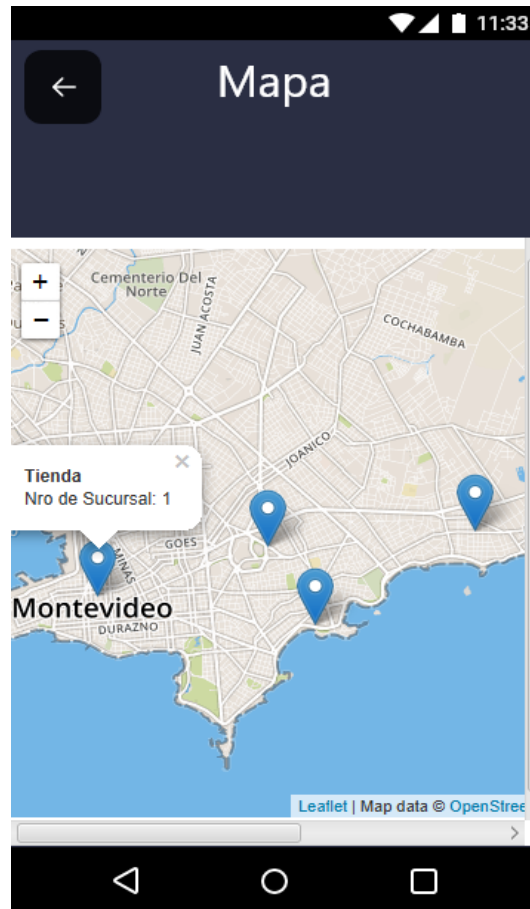 11:33
Mapa
+
−
Cementerio Del
Norte
JUAN ACOSTA
COCHABAMBA
JOANICO
×
Tienda
Nro de Sucursal: 1
MINAS
GOES
Montevideo
DURAZNO
Leaflet | Map data © OpenStree